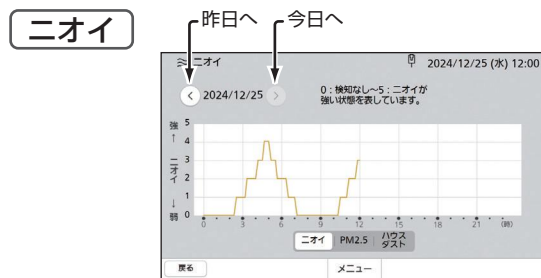 ニオイ
昨日へ
今日へ
ニオイ
2024/12/25 (水) 12:00
2024/12/25
0：検知なし～5：ニオイが
強い状態を表しています。
強 ↑ ニオイ ↓ 弱
5
4
3
2
1
0
0 3 6 9 12 15 18 21 0(時)
ニオイ PM2.5 ハウス
ダスト
戻る
メニュー